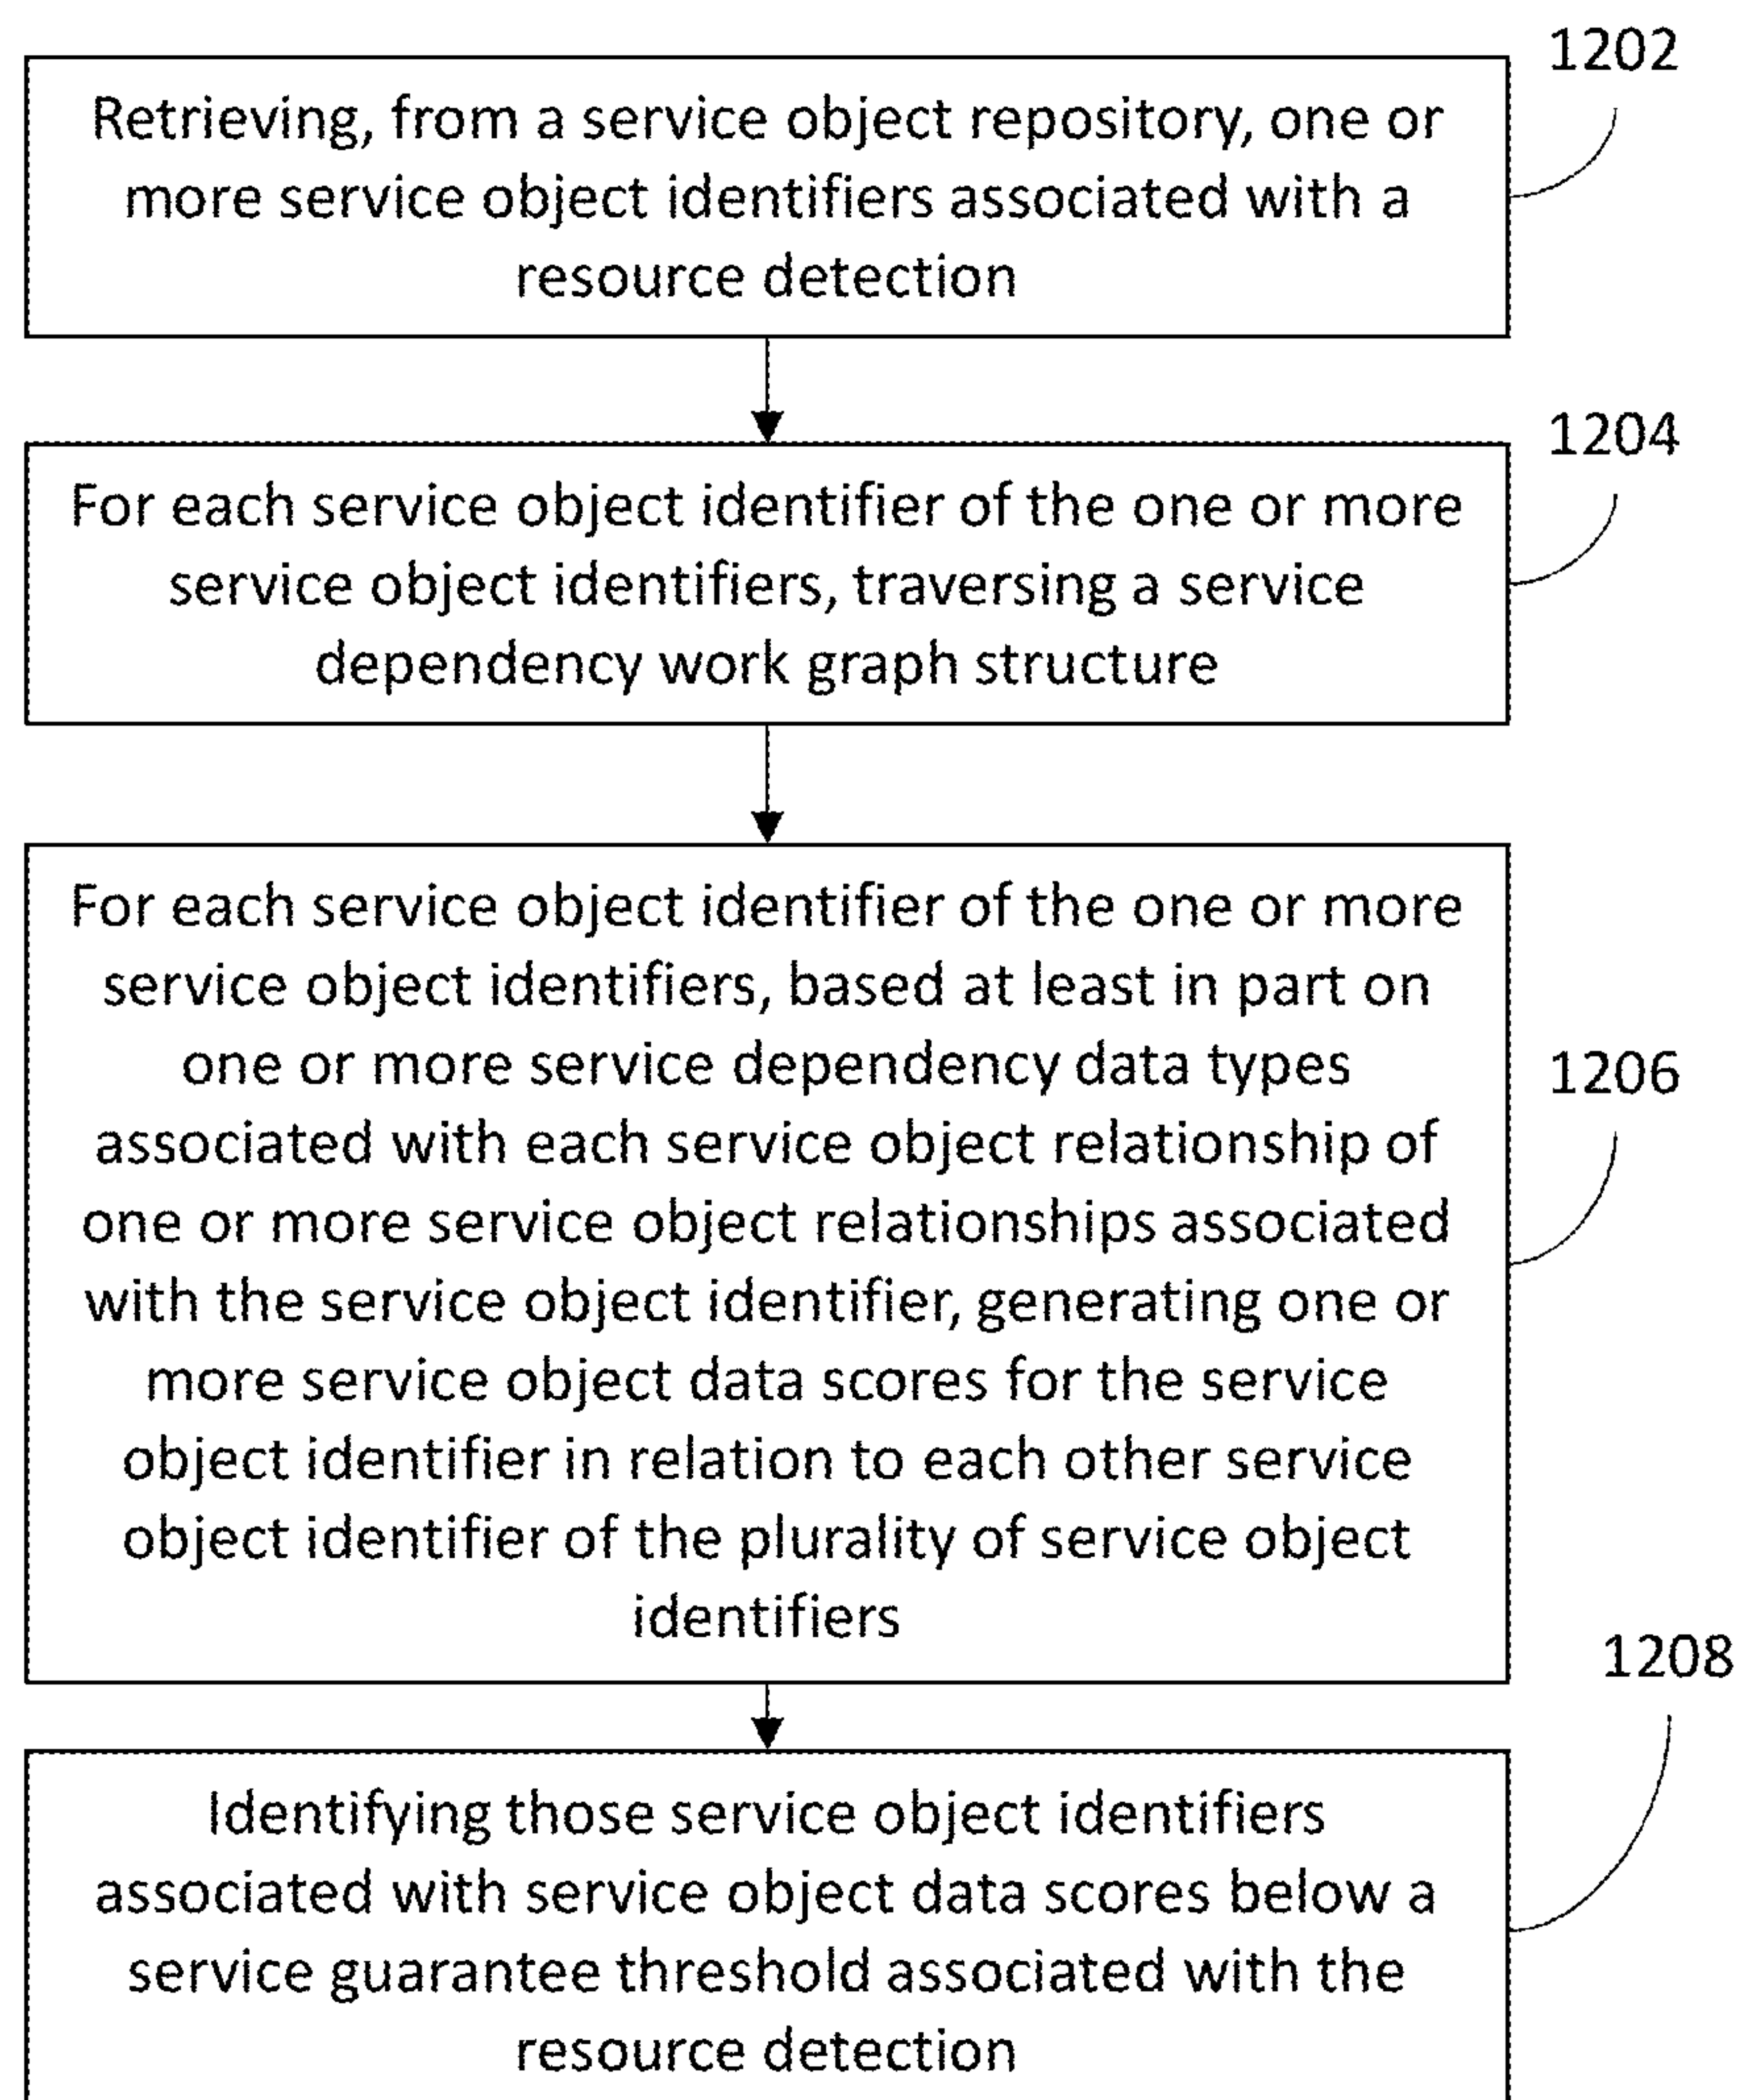 1202
Retrieving, from a service object repository, one or
more service object identifiers associated with a
resource detection
1204
For each service object identifier of the one or more
service object identifiers, traversing a service
dependency work graph structure
For each service object identifier of the one or more
service object identifiers, based at least in part on
one or more service dependency data types
1206
associated with each service object relationship of
one or more service object relationships associated
with the service object identifier, generating one or
more service object data scores for the service
object identifier in relation to each other service
object identifier of the plurality of service object
identifiers
1208
Identifying those service object identifiers
associated with service object data scores below a
service guarantee threshold associated with the
resource detection